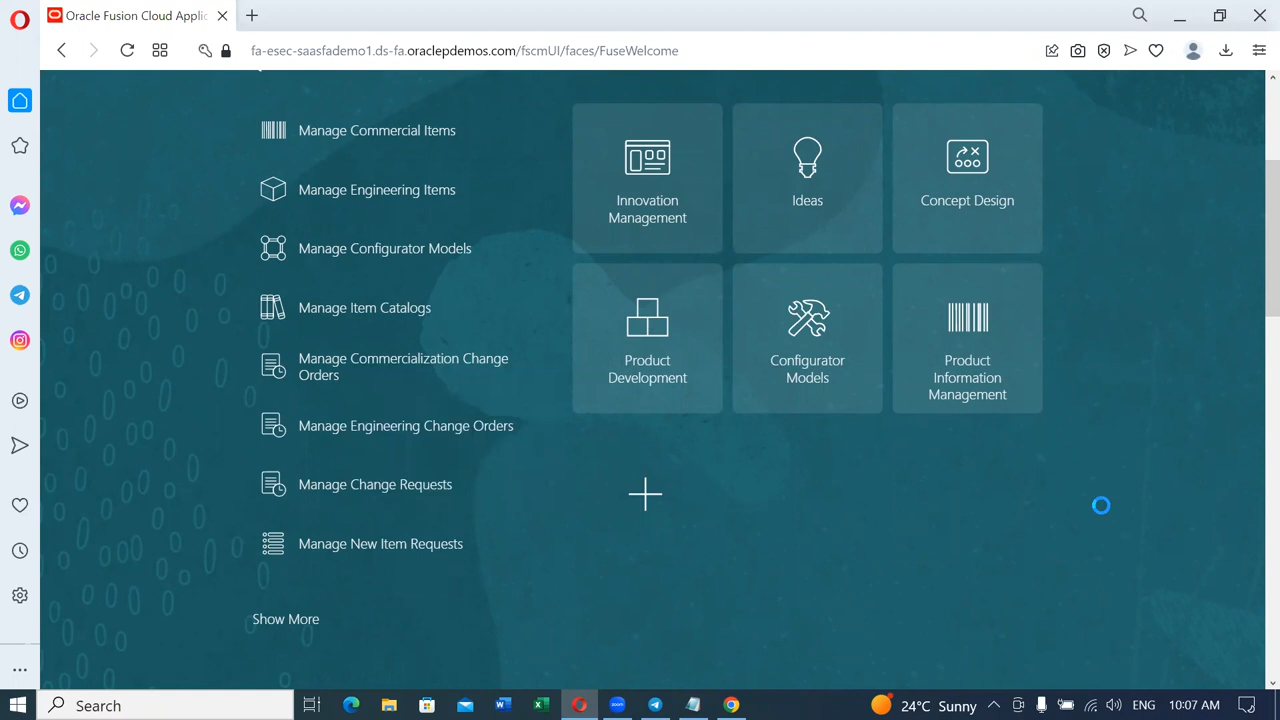 Oracle Fusion Cloud Applic
fa-esec-saasfademo1.ds-fa.oraclepdemos.com/fscmUI/faces/FuseWelcome
Manage Commercial Items
Manage Engineering Items
Manage Configurator Models
Manage Item Catalogs
Manage Commercialization Change
Orders
Manage Engineering Change Orders
Manage Change Requests
Manage New Item Requests
Show More
Innovation
Management
Ideas
Concept Design
Product
Development
Configurator
Models
Product
Information
Management
Search
24°C Sunny
ENG
10:07 AM